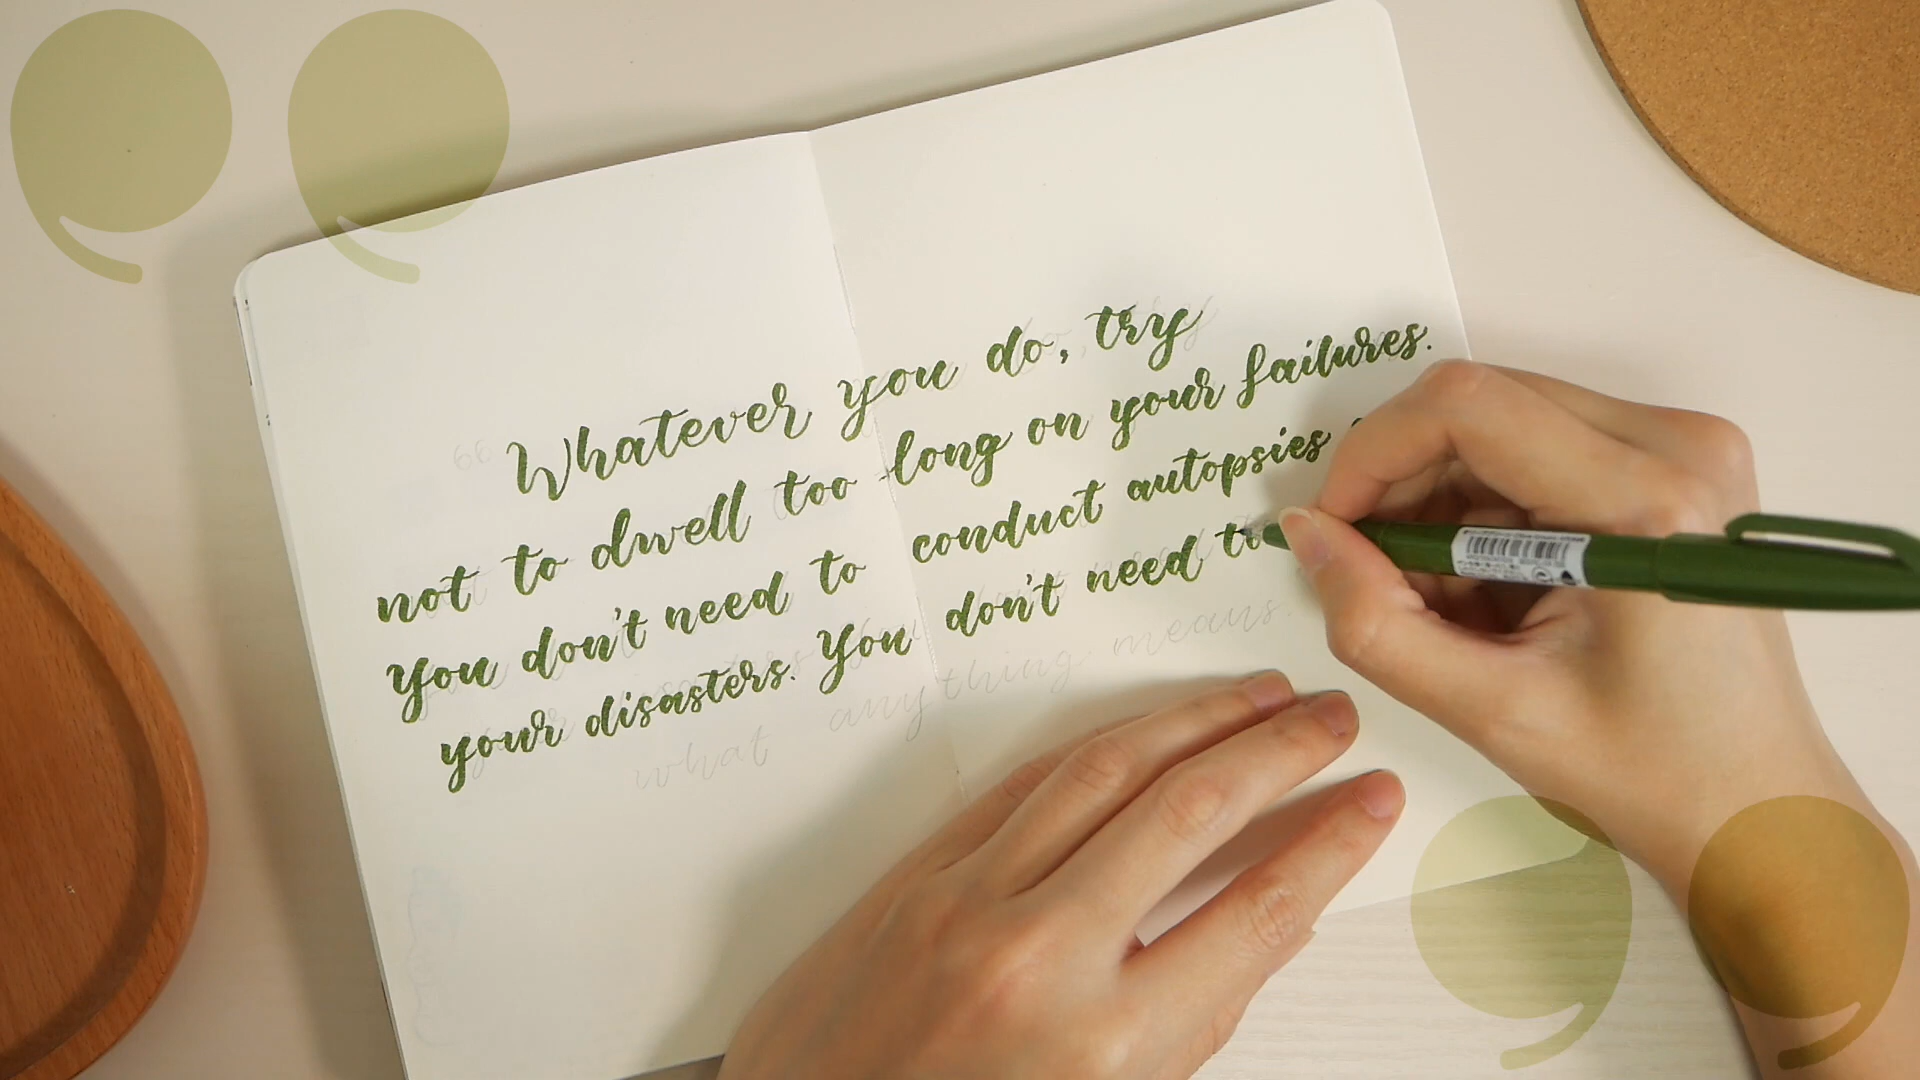 Whatever you do, try
not to dwell too long on your failures.
You don't need to conduct autopsies
your disasters. You don't need to
what anything means.